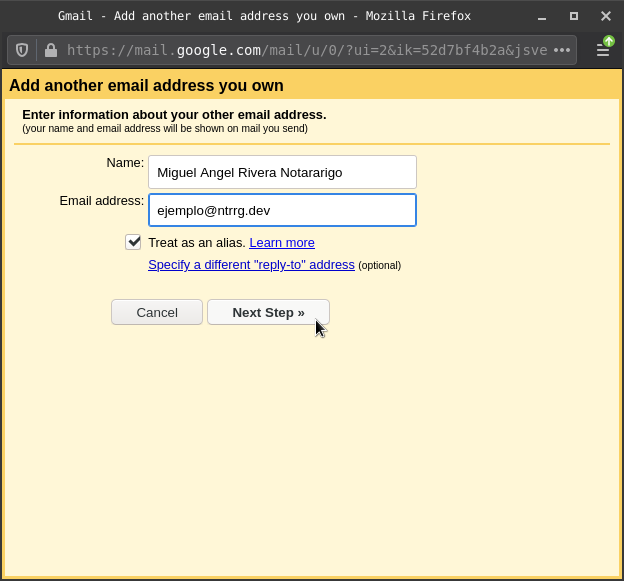 Gmail - Add another email address you own - Mozilla Firefox
https://mail.google.com/mail/u/0/?ui=2&ik=52d7bf4b2a&jsve
Add another email address you own
Enter information about your other email address.
(your name and email address will be shown on mail you send)
Name: Miguel Angel Rivera Notararigo
Email address: ejemplo@ntrrg.dev
Treat as an alias. Learn more
Specify a different "reply-to" address (optional)
Cancel Next Step »